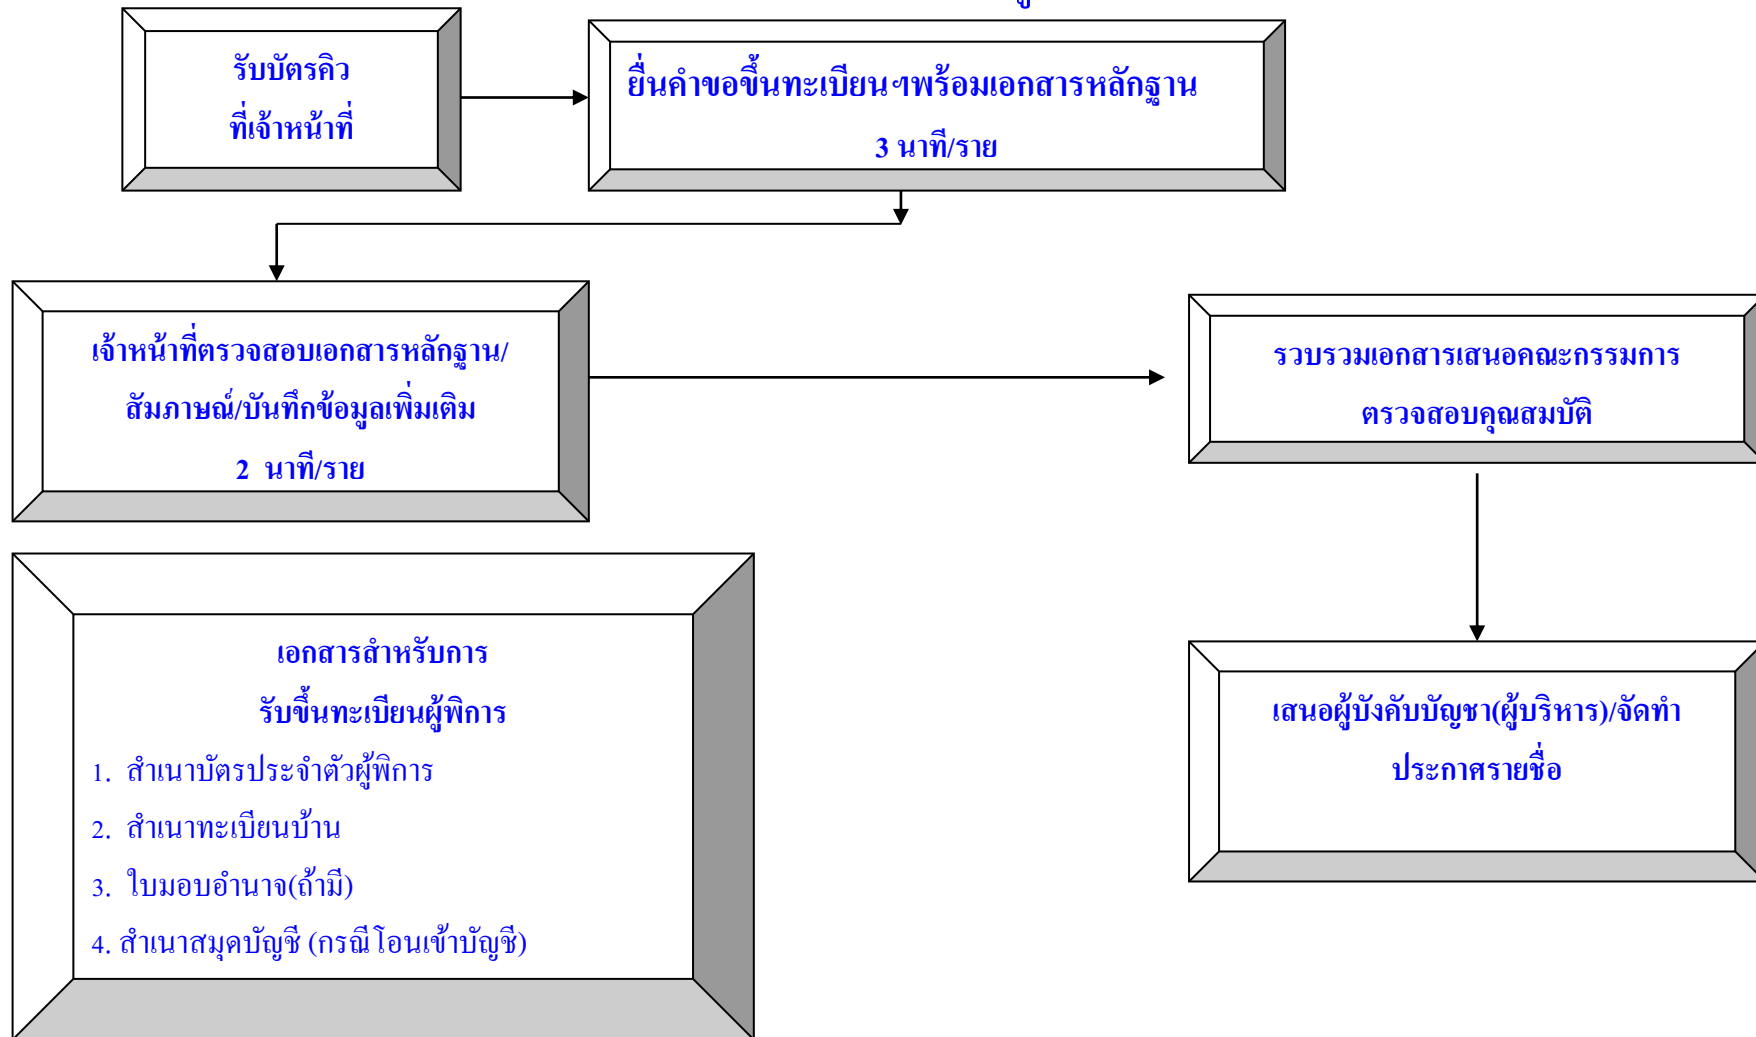 รับบัตรคิว
ที่เจ้าหน้าที่
ยื่นคำขอขึ้นทะเบียนฯพร้อมเอกสารหลักฐาน
3 นาที/ราย
เจ้าหน้าที่ตรวจสอบเอกสารหลักฐาน/
สัมภาษณ์/บันทึกข้อมูลเพิ่มเติม
2 นาที/ราย
รวบรวมเอกสารเสนอคณะกรรมการ
ตรวจสอบคุณสมบัติ
เสนอผู้บังคับบัญชา(ผู้บริหาร)/จัดทำ
ประกาศรายชื่อ
เอกสารสำหรับการ
รับขึ้นทะเบียนผู้พิการ
1. สำเนาบัตรประจำตัวผู้พิการ
2. สำเนาทะเบียนบ้าน
3. ใบมอบอำนาจ(ถ้ามี)
4. สำเนาสมุดบัญชี (กรณีโอนเข้าบัญชี)